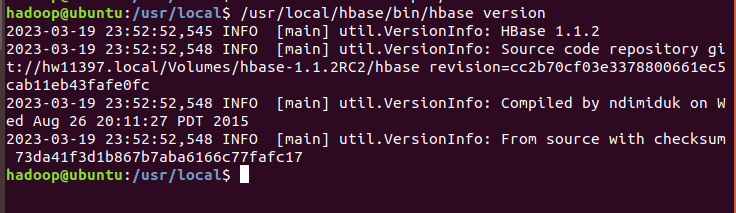 hadoop@ubuntu:/usr/local$ /usr/local/hbase/bin/hbase version
2023-03-19 23:52:52,545 INFO  [main] util.VersionInfo: HBase 1.1.2
2023-03-19 23:52:52,548 INFO  [main] util.VersionInfo: Source code repository gi
t://hw11397.local/Volumes/hbase-1.1.2RC2/hbase revision=cc2b70cf03e3378800661ec5
cab11eb43fafe0fc
2023-03-19 23:52:52,548 INFO  [main] util.VersionInfo: Compiled by ndimiduk on W
ed Aug 26 20:11:27 PDT 2015
2023-03-19 23:52:52,548 INFO  [main] util.VersionInfo: From source with checksum
 73da41f3d1b867b7aba6166c77fafc17
hadoop@ubuntu:/usr/local$